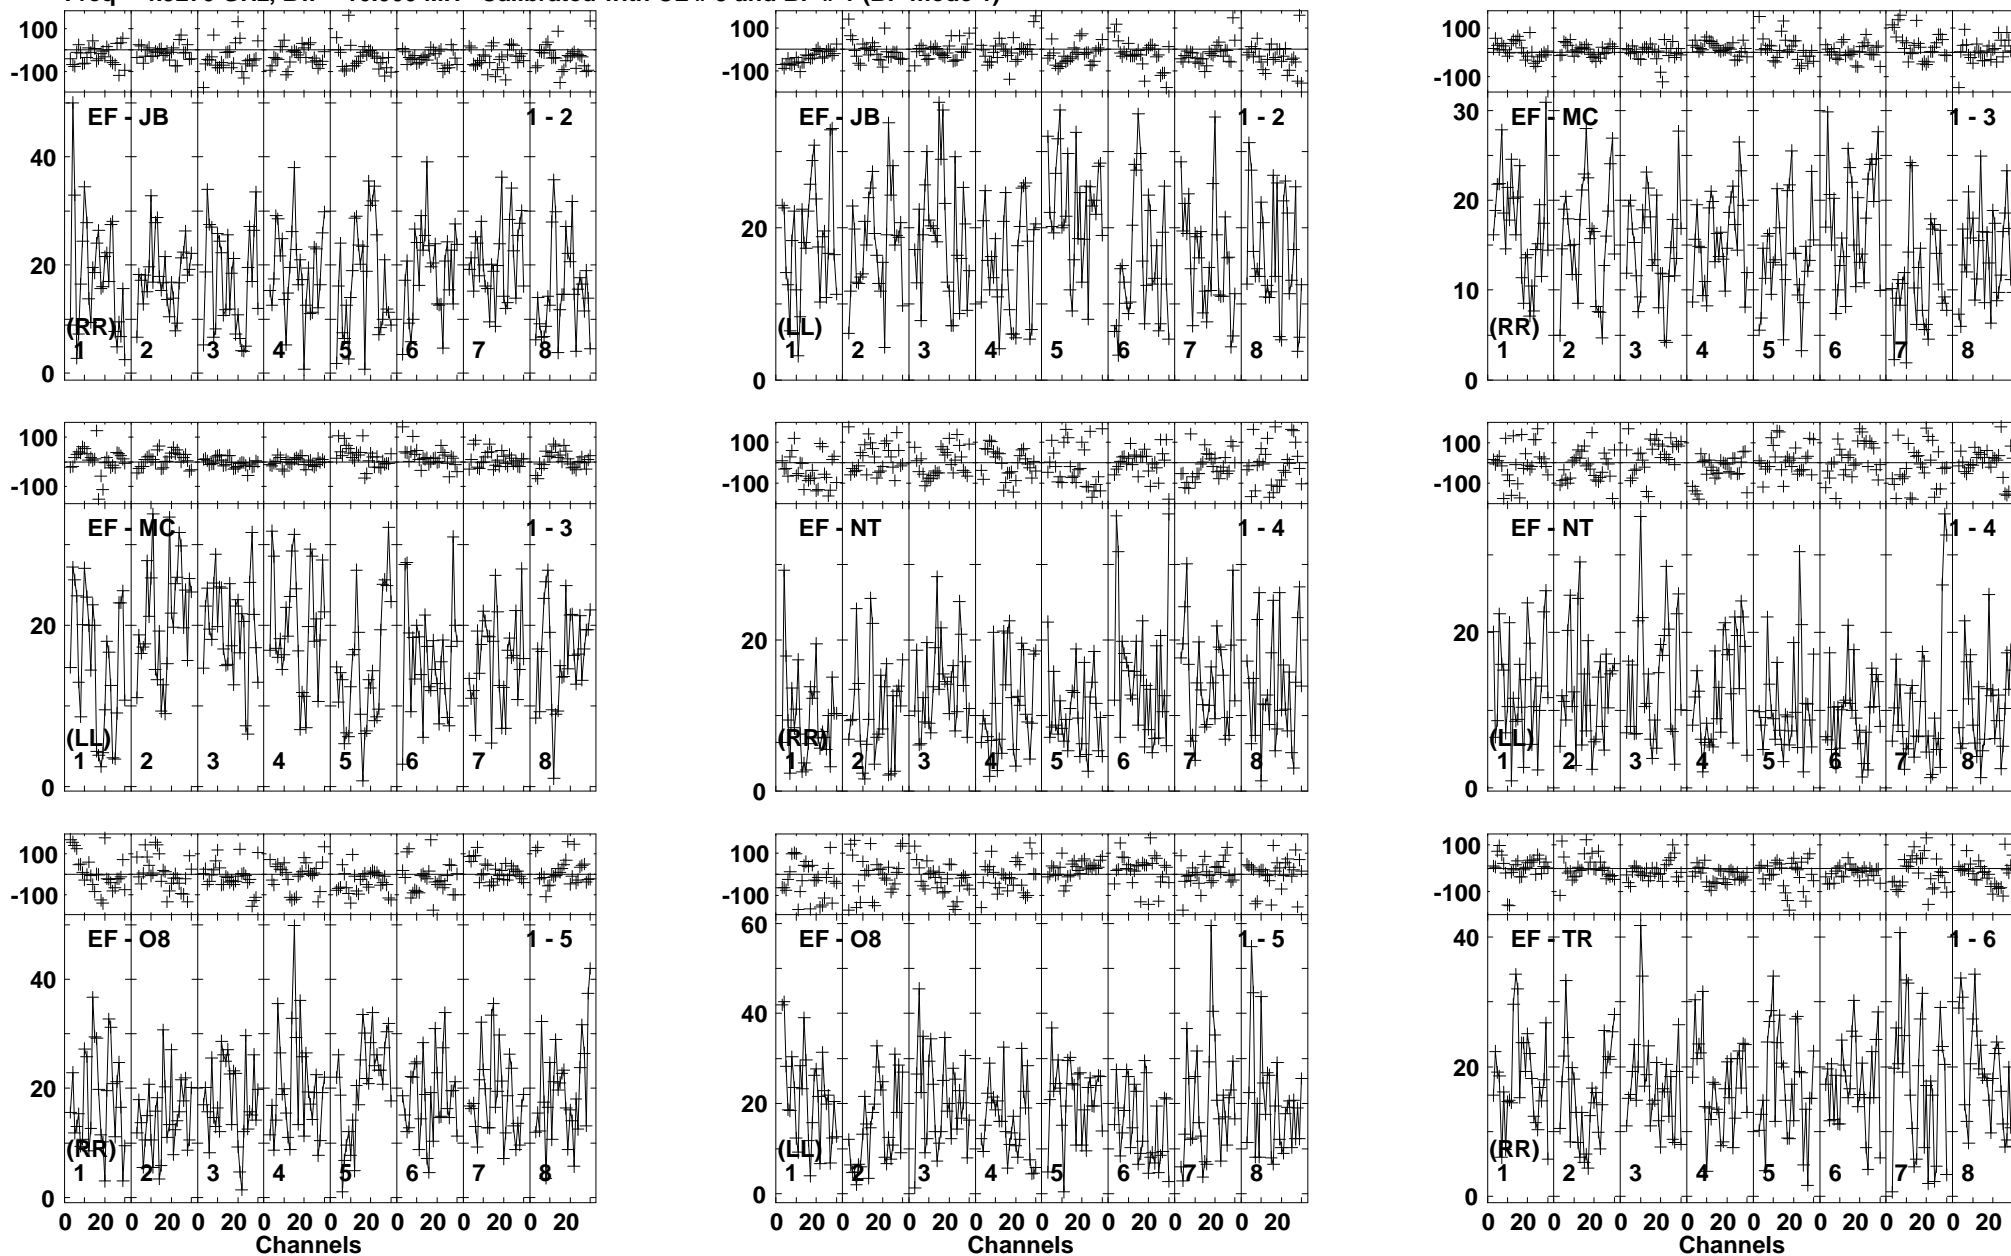 100 100 100
-100 -100 -100
EF - JB 1 - 2 EF - JB 1 - 2 EF - MC 1 - 3
40 20 0 (RR) 1 2 3 4 5 6 7 8
20 0 (LL) 1 2 3 4 5 6 7 8
30 20 10 0 (RR) 1 2 3 4 5 6 7 8
100 100 100
-100 -100 -100
EF - MC 1 - 3 EF - NT 1 - 4 EF - NT 1 - 4
20 0 (LL) 1 2 3 4 5 6 7 8
20 0 (RR) 1 2 3 4 5 6 7 8
20 0 (LL) 1 2 3 4 5 6 7 8
100 100 100
-100 -100 -100
EF - O8 1 - 5 EF - O8 1 - 5 EF - TR 1 - 6
40 20 0 (RR) 1 2 3 4 5 6 7 8
60 40 20 0 (LL) 1 2 3 4 5 6 7 8
40 20 0 (RR) 1 2 3 4 5 6 7 8
0 20 0 20 0 20 0 20 0 20 0 20 0 20 0 20
0 20 0 20 0 20 0 20 0 20 0 20 0 20 0 20
0 20 0 20 0 20 0 20 0 20 0 20 0 20 0 20
Channels Channels Channels